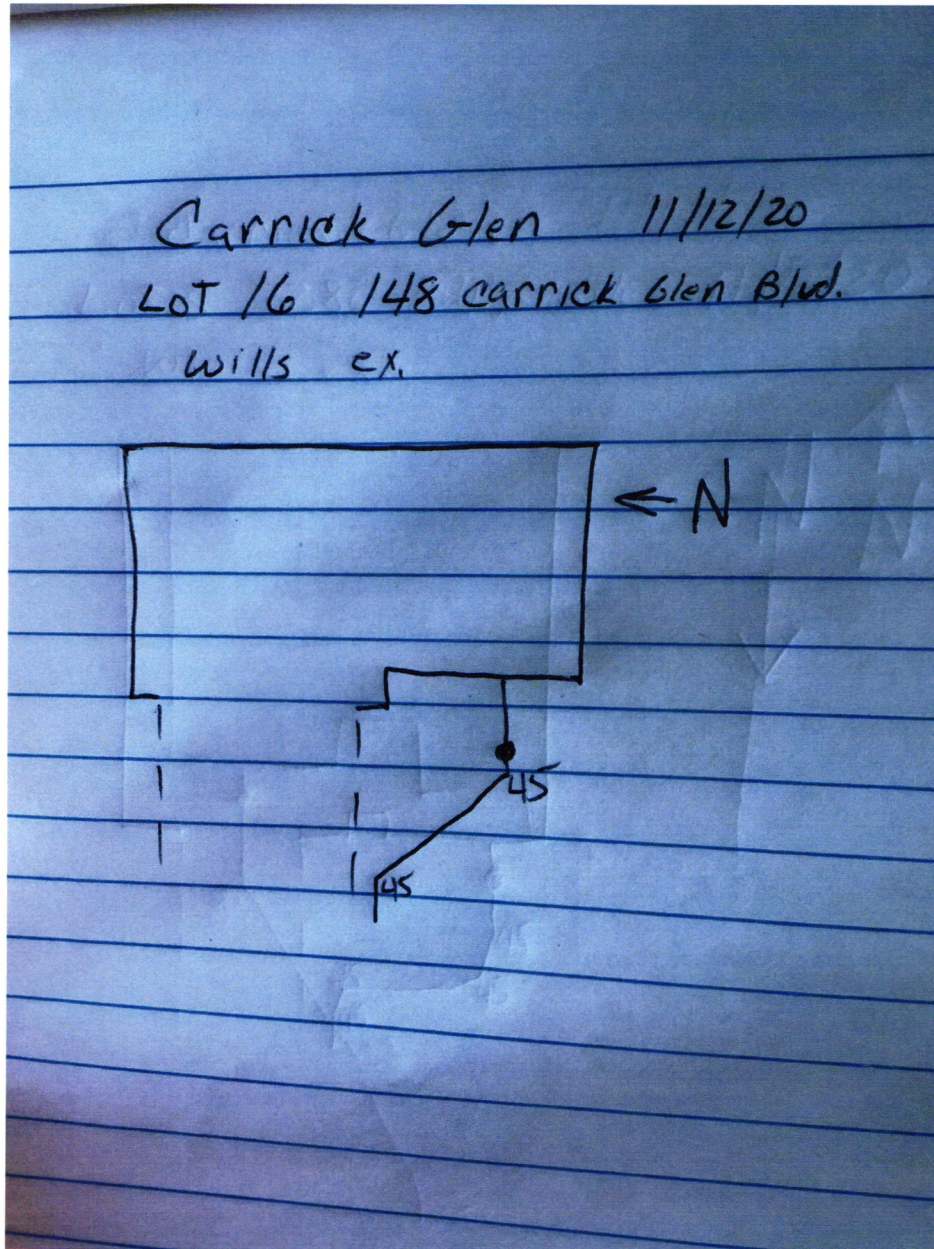 Carrick Glen 11/12/20
LOT 16 148 Carrick Glen Blvd.
Wills ex.
← N
45
45